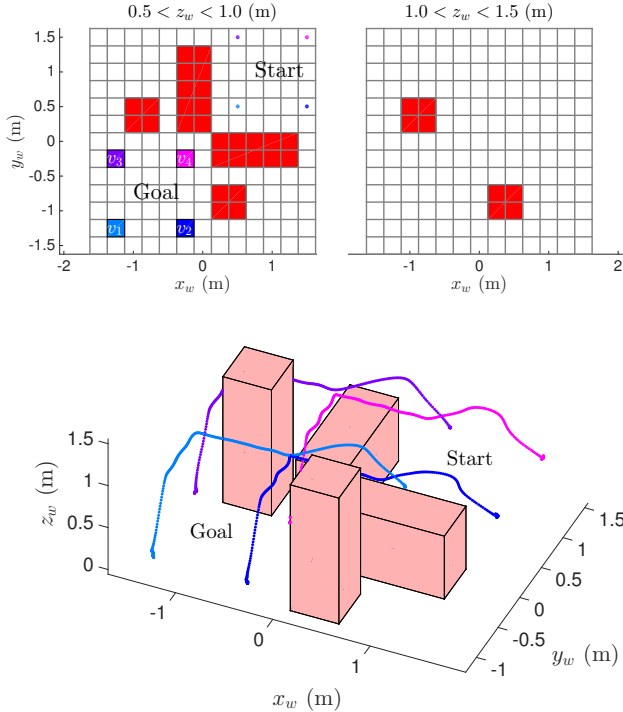 0.5 < z_w < 1.0 (m)
1.0 < z_w < 1.5 (m)
1.5
1
0.5
0
-0.5
-1
-1.5
y_w (m)
Start
v_3
v_4
Goal
v_1
v_2
-2
-1
0
1
x_w (m)
-1
0
1
2
x_w (m)
1.5
1
0.5
0
z_w (m)
Start
Goal
-1
0
1
x_w (m)
1.5
1
0.5
0
-0.5
-1
y_w (m)